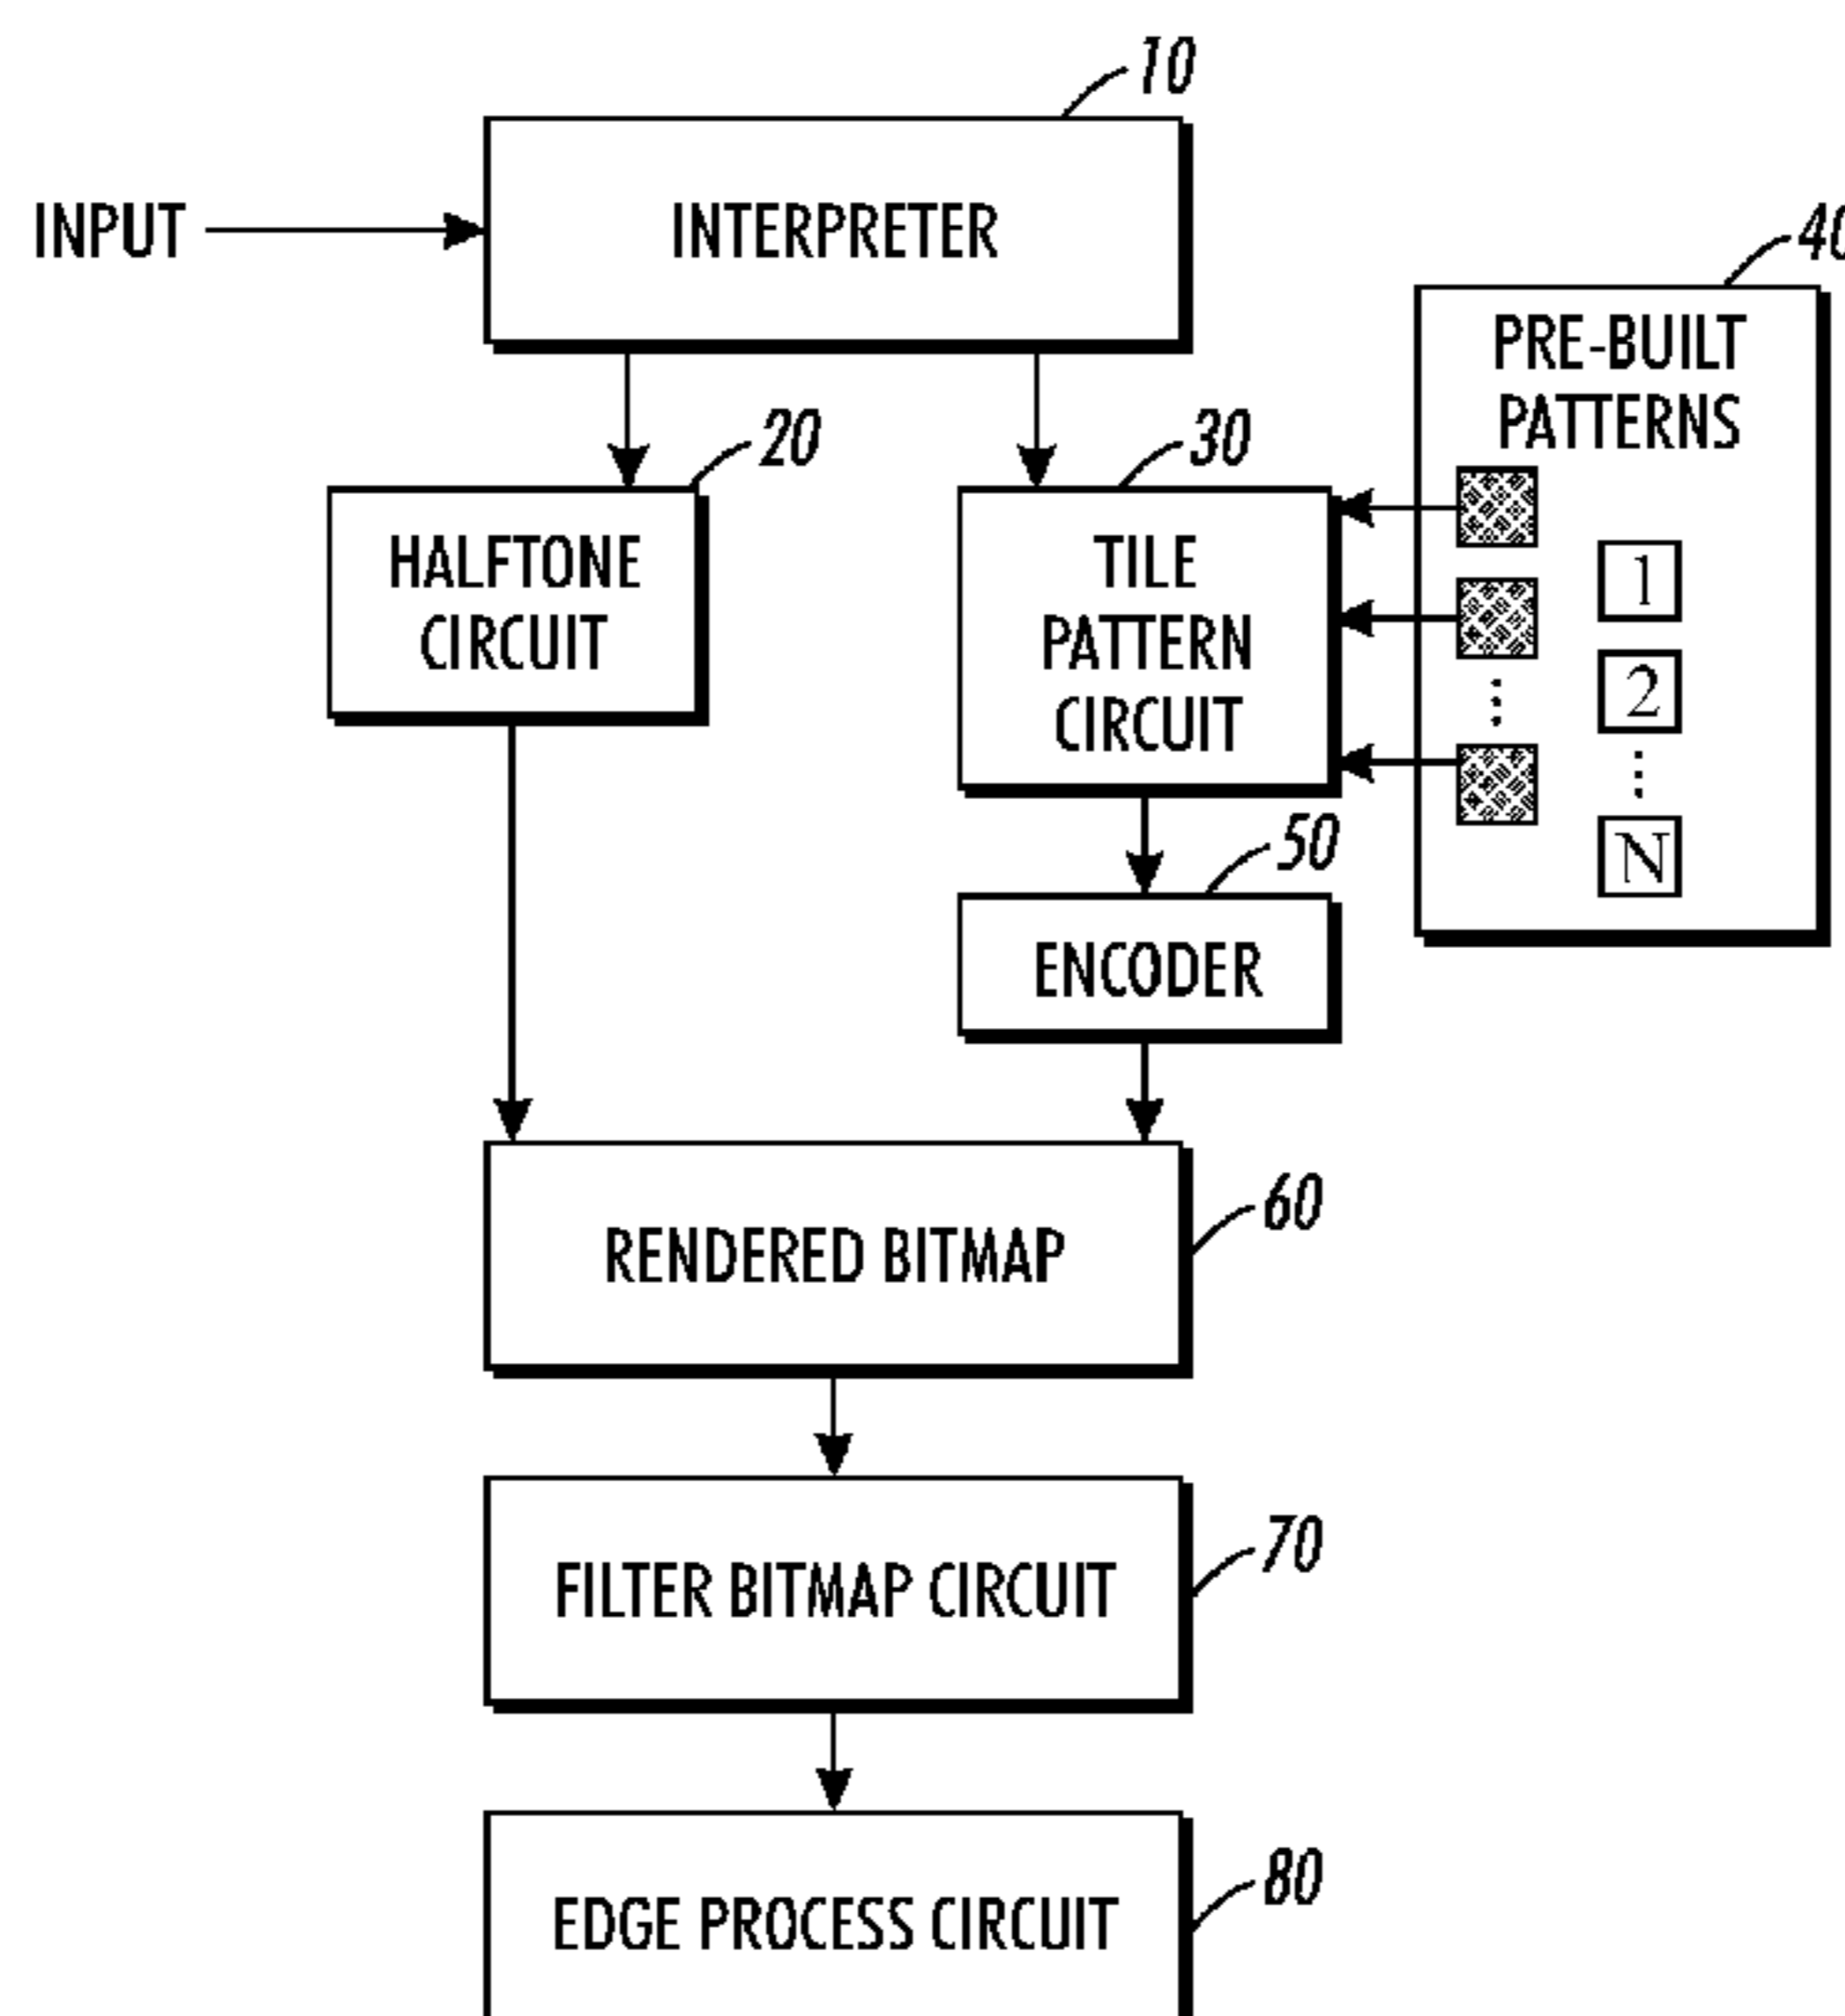 10
INPUT
INTERPRETER
40
PRE-BUILT
PATTERNS
20
30
HALFTONE
CIRCUIT
TILE
PATTERN
CIRCUIT
1
2
N
50
ENCODER
60
RENDERED BITMAP
70
FILTER BITMAP CIRCUIT
80
EDGE PROCESS CIRCUIT